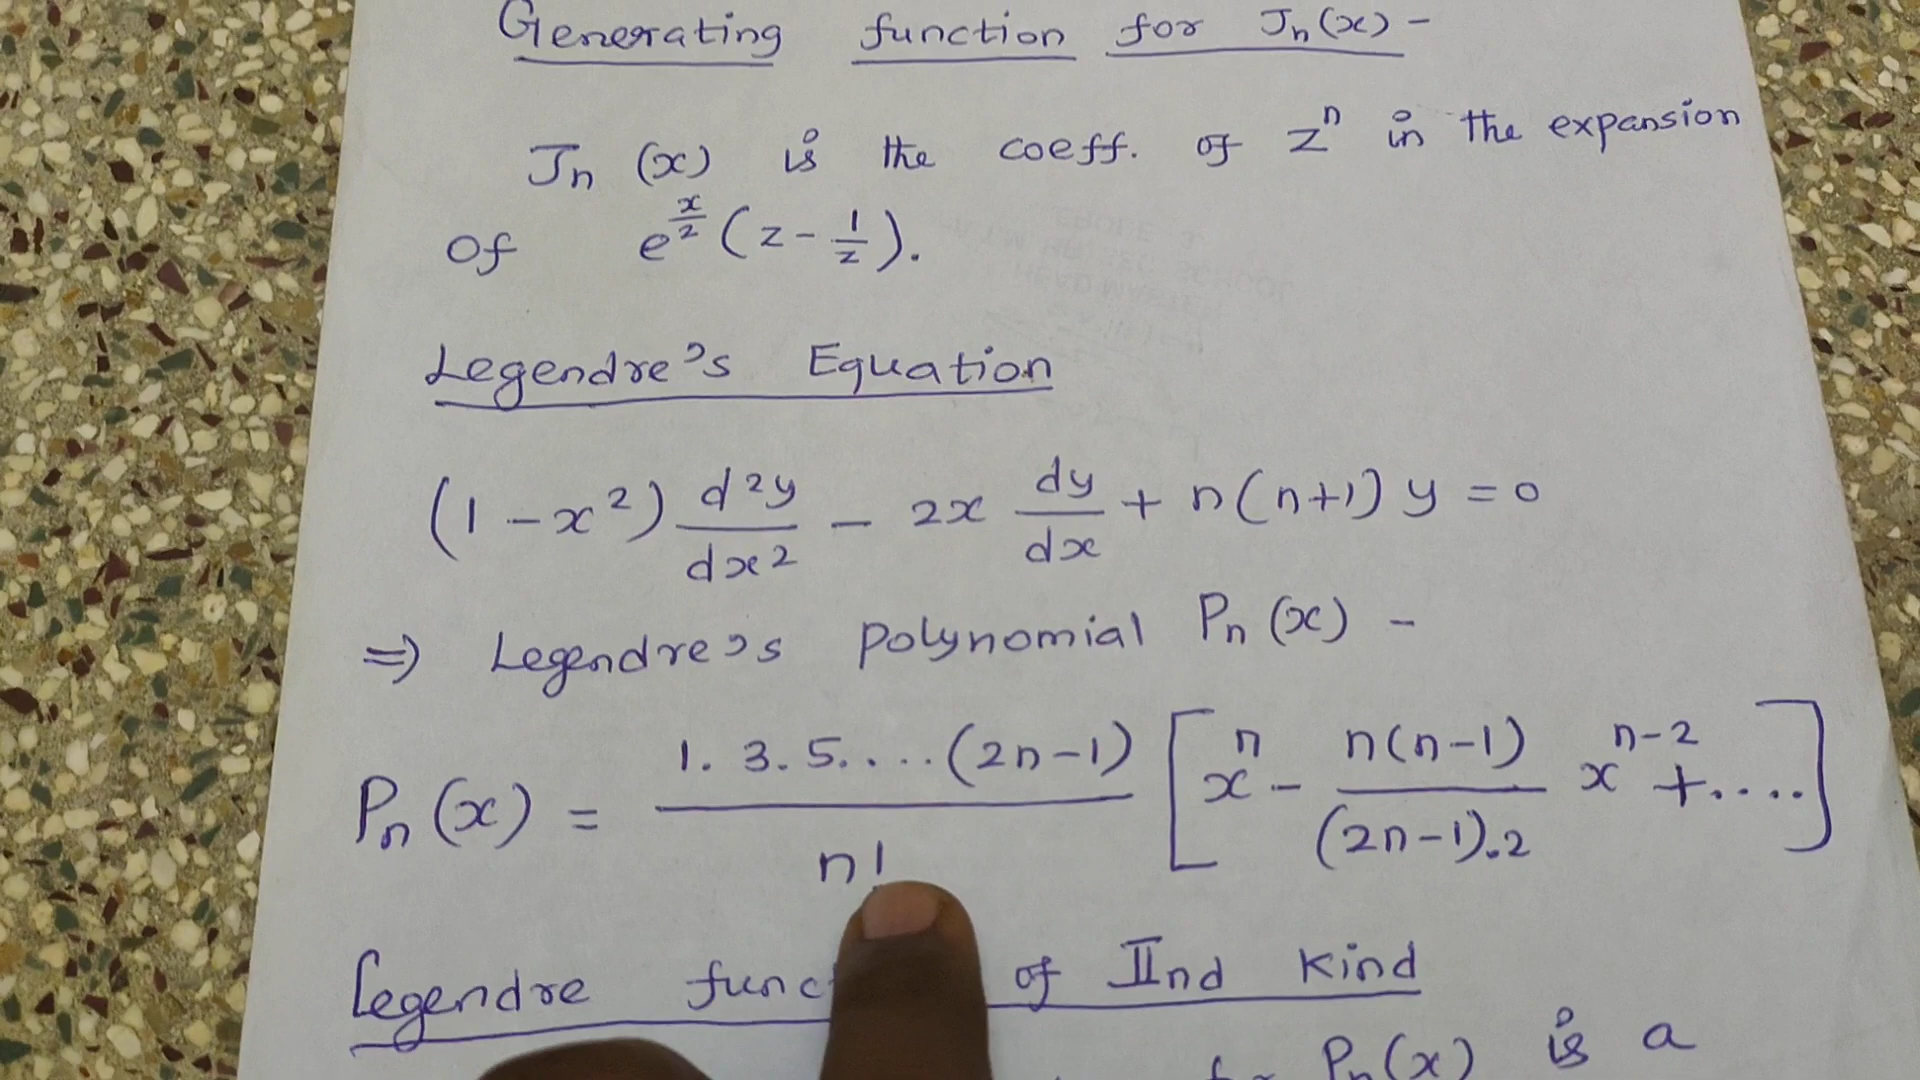 Generating function for Jn(x) -
Jn (x) is the coeff. of z^n in the expansion
of e^(x/2) (z - 1/z).
Legendre's Equation
(1 - x²) d²y/dx² - 2x dy/dx + n(n+1) y = 0
⇒ Legendre's polynomial Pn (x) -
Pn (x) = 1. 3. 5. ... (2n-1) / n! [x^n - n(n-1) / (2n-1).2 x^(n-2) + ....]
Legendre of IInd kind
Pn(x) is a